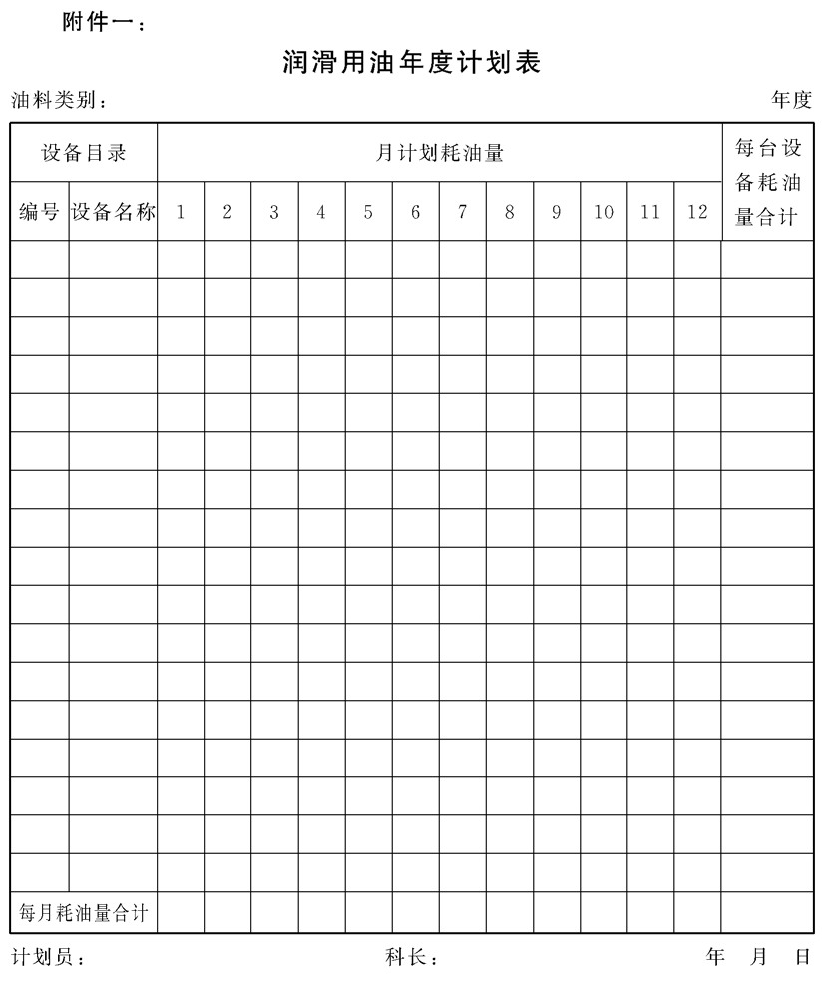 附件一：
润滑用油年度计划表
油料类别： 年度
设备目录 月计划耗油量 每台设
备耗油
量合计
编号 设备名称 1 2 3 4 5 6 7 8 9 10 11 12
每月耗油量合计
计划员： 科长： 年 月 日